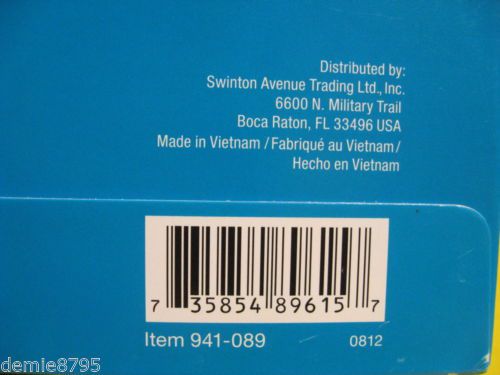 Distributed by:
Swinton Avenue Trading Ltd., Inc.
6600 N. Military Trail
Boca Raton, FL 33496 USA
Made in Vietnam / Fabriqué au Vietnam /
Hecho en Vietnam
7 35854 89615 7
Item 941-089 0812
demie8795